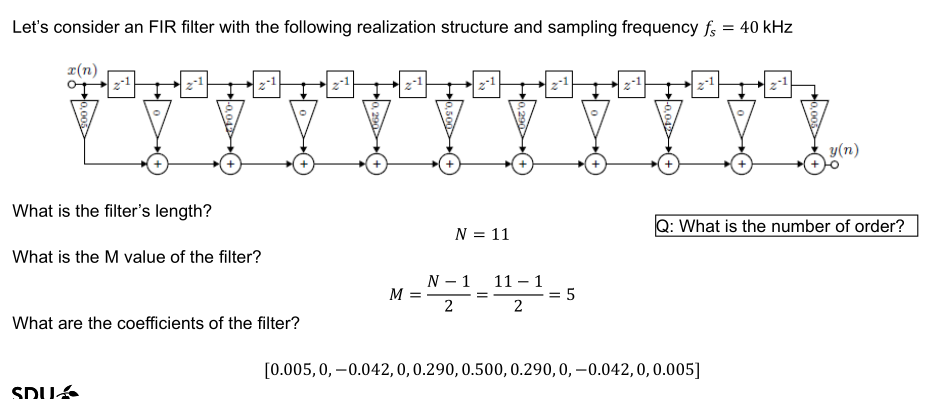 Let's consider an FIR filter with the following realization structure and sampling frequency fₛ = 40 kHz
x(n)
z⁻¹ z⁻¹ z⁻¹ z⁻¹ z⁻¹ z⁻¹ z⁻¹ z⁻¹ z⁻¹ z⁻¹
0.005 0 -0.042 0 0.290 0.500 0.290 0 -0.042 0 0.005
+ + + + + + + + + +
y(n)
What is the filter's length?
N = 11
Q: What is the number of order?
What is the M value of the filter?
M = (N − 1)/2 = (11 − 1)/2 = 5
What are the coefficients of the filter?
[0.005, 0, −0.042, 0, 0.290, 0.500, 0.290, 0, −0.042, 0, 0.005]
SDU